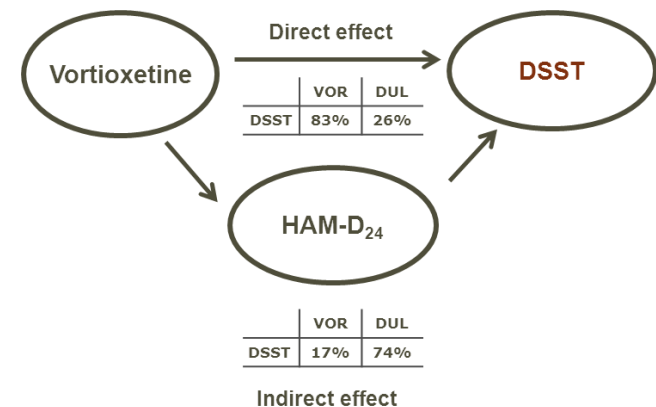 Direct effect
Vortioxetine
DSST
VOR DUL
DSST 83% 26%
HAM-D₂₄
VOR DUL
DSST 17% 74%
Indirect effect